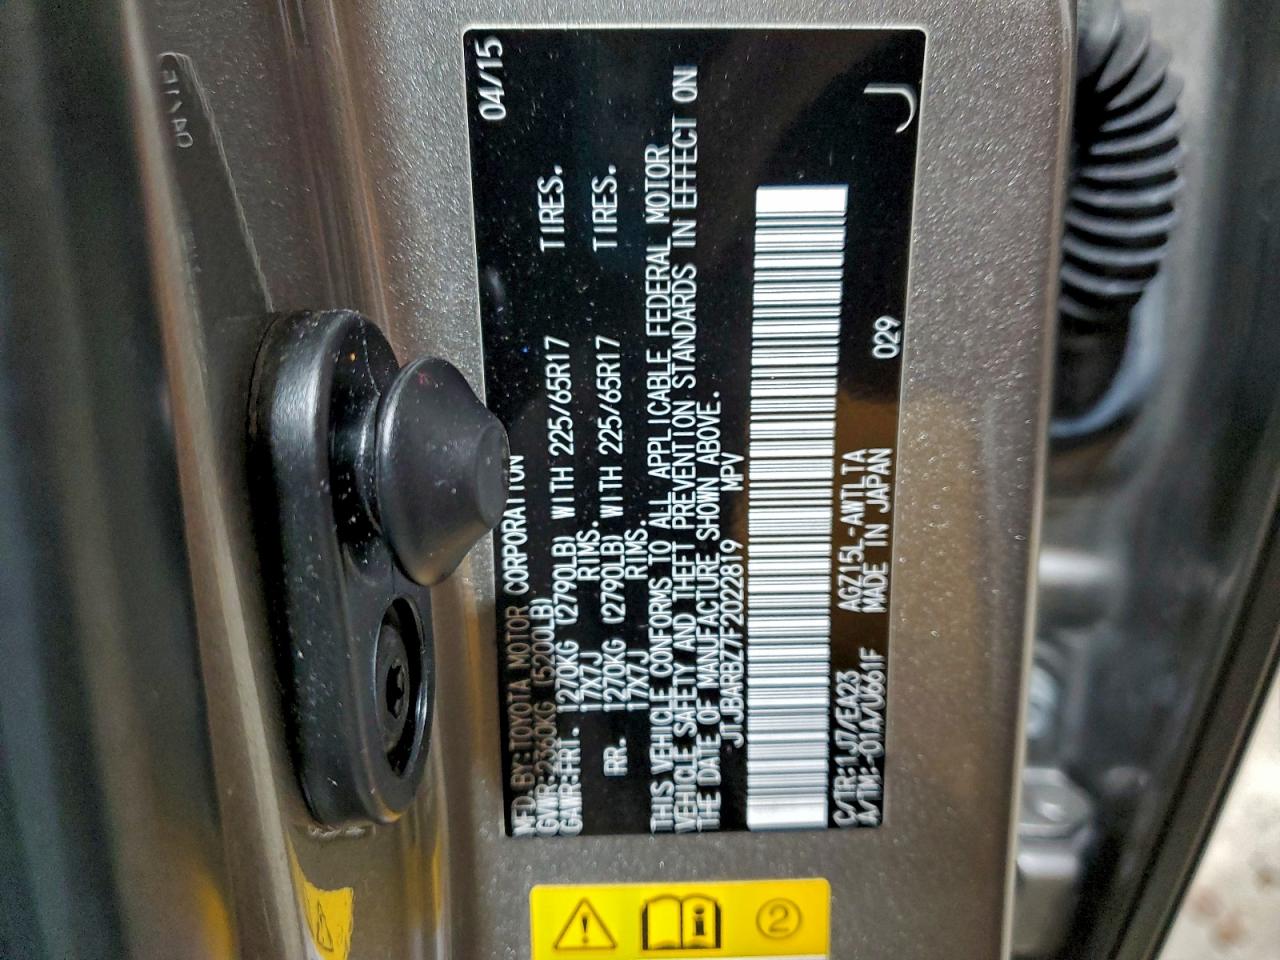 MFD BY: TOYOTA MOTOR CORPORATION 04/15
GVWR: 2360KG (5200LB)
GAWR: FRT. 1270KG (2790LB) WITH 225/65R17 TIRES.
17X7J RIMS.
RR. 1270KG (2790LB) WITH 225/65R17 TIRES.
17X7J RIMS.
THIS VEHICLE CONFORMS TO ALL APPLICABLE FEDERAL MOTOR
VEHICLE SAFETY AND THEFT PREVENTION STANDARDS IN EFFECT ON
THE DATE OF MANUFACTURE SHOWN ABOVE.
JTJBARBZ7F2022819 MPV
C/TR: 1J7/EA23 AGZ15L-AWTLTA
A/TM: -01A/U661F MADE IN JAPAN 029
J
2